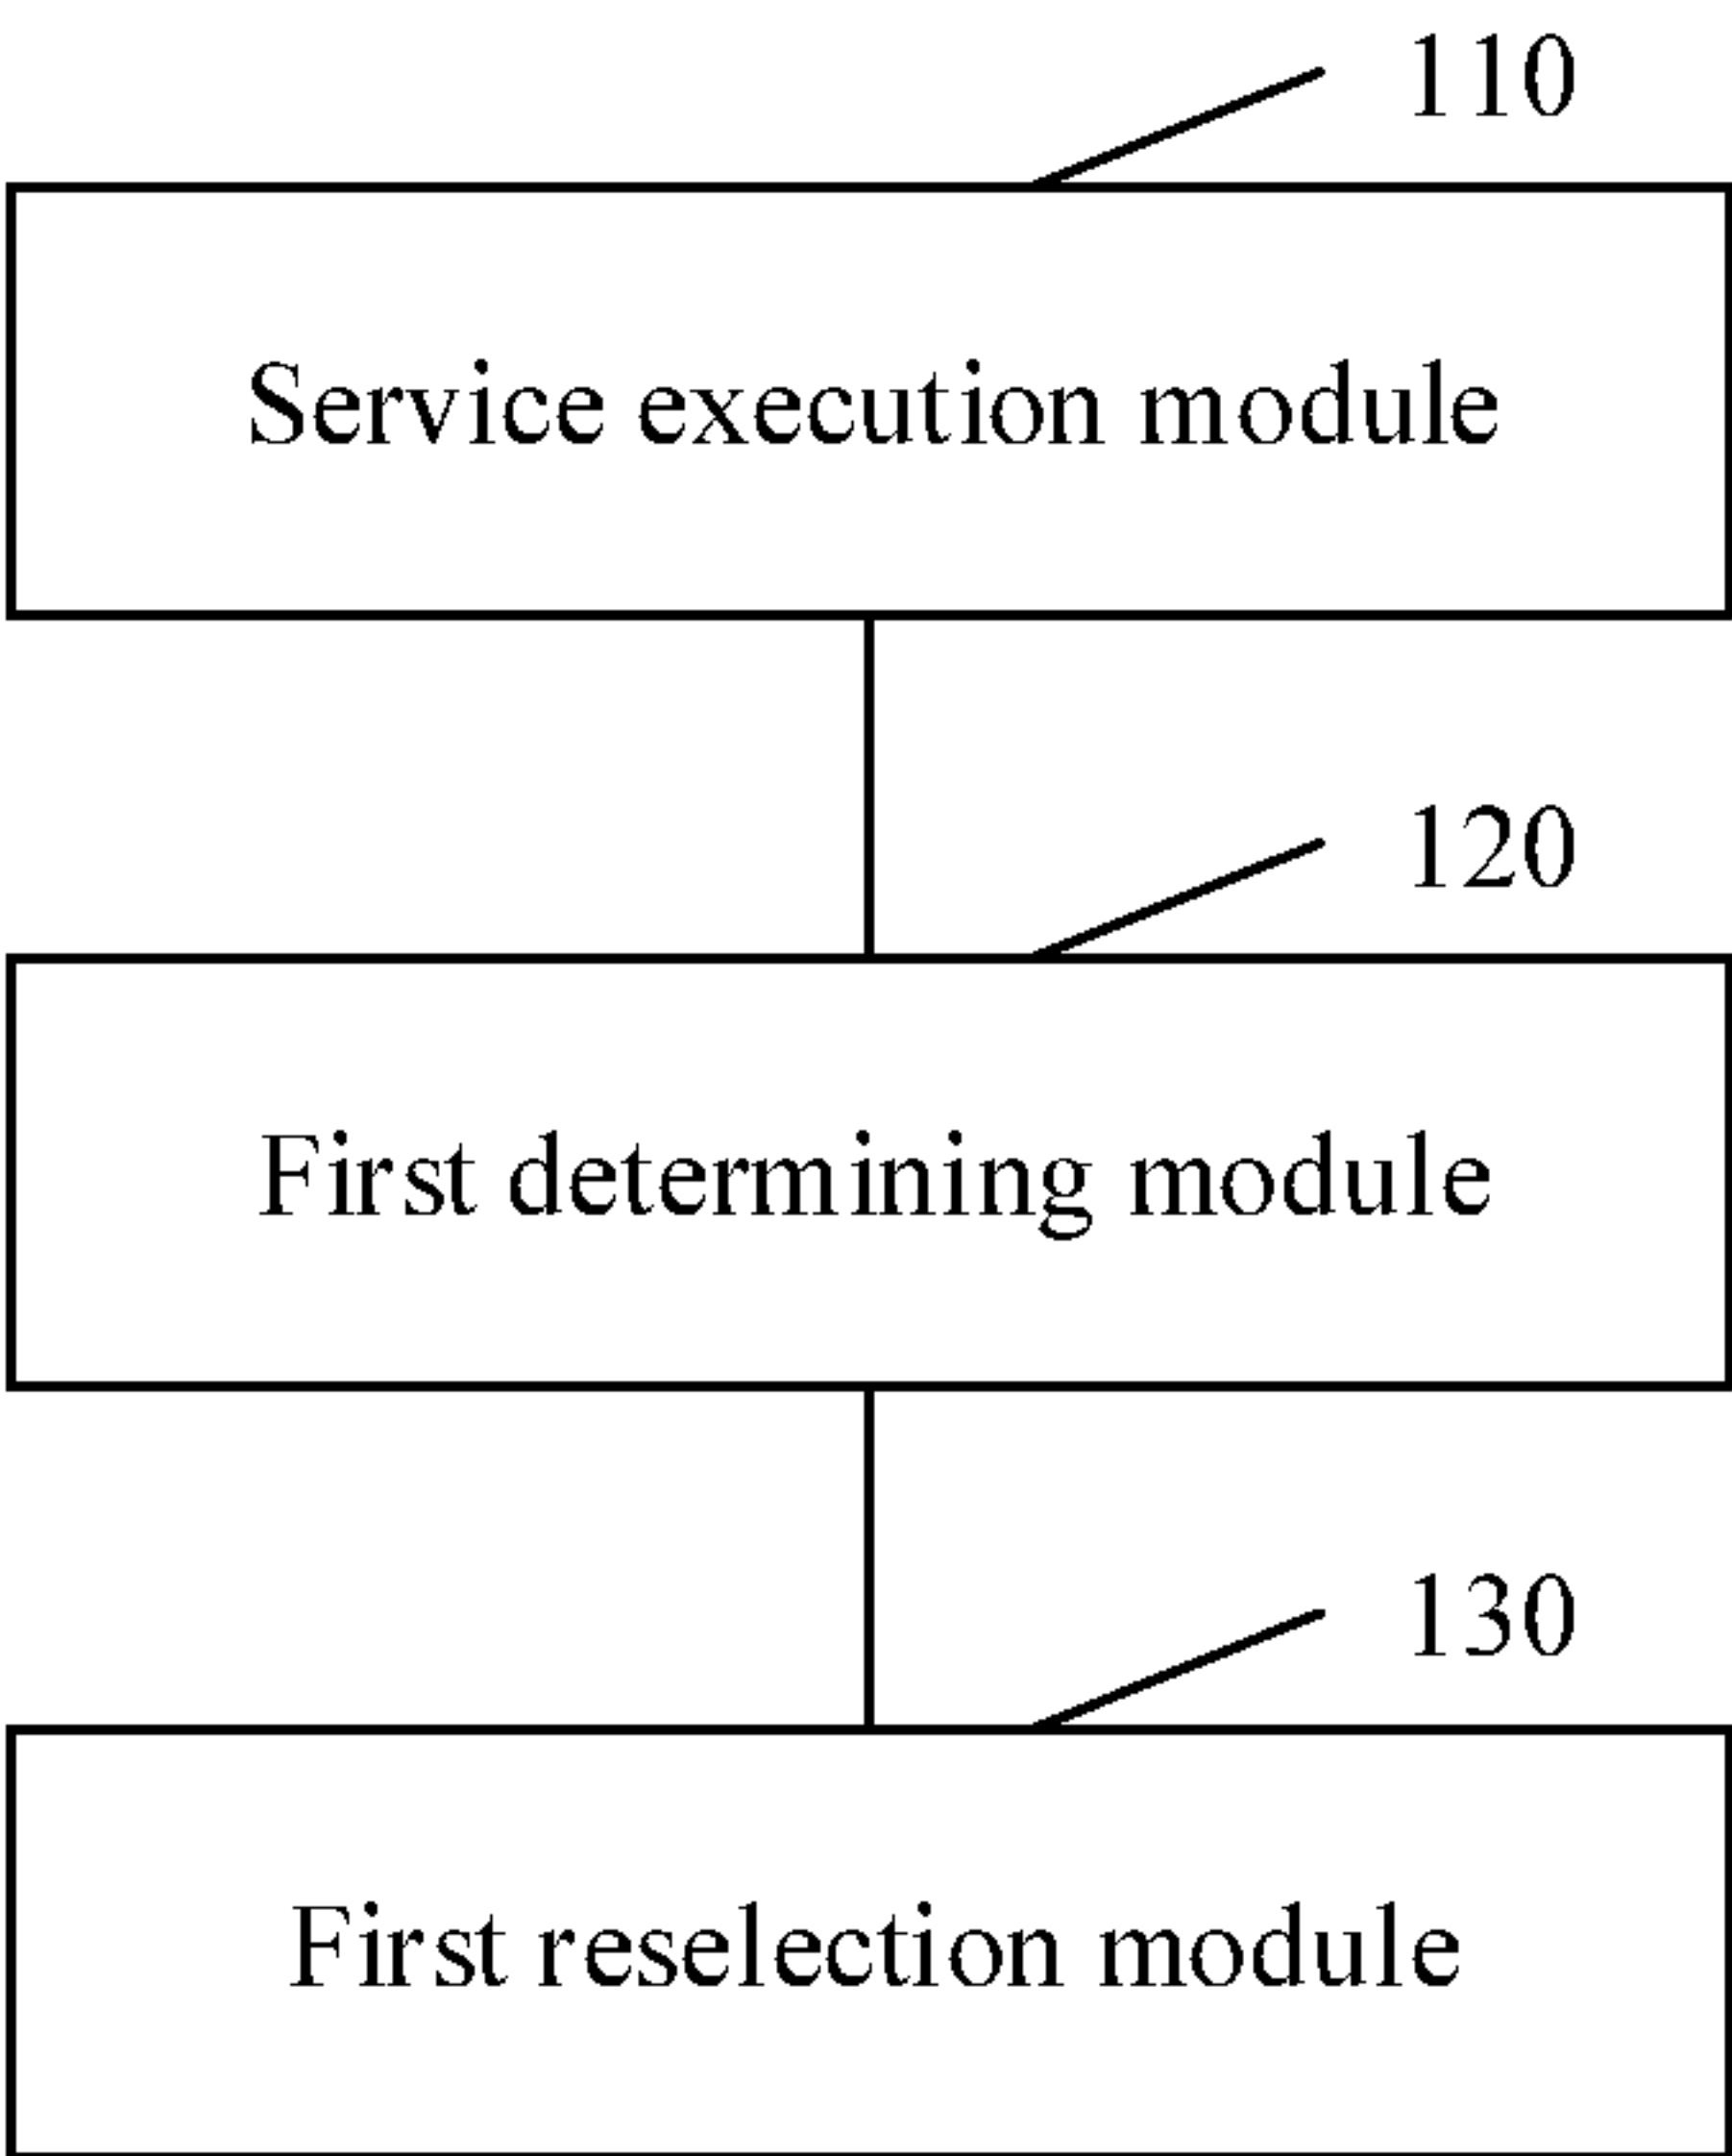 110
Service execution module
120
First determining module
130
First reselection module